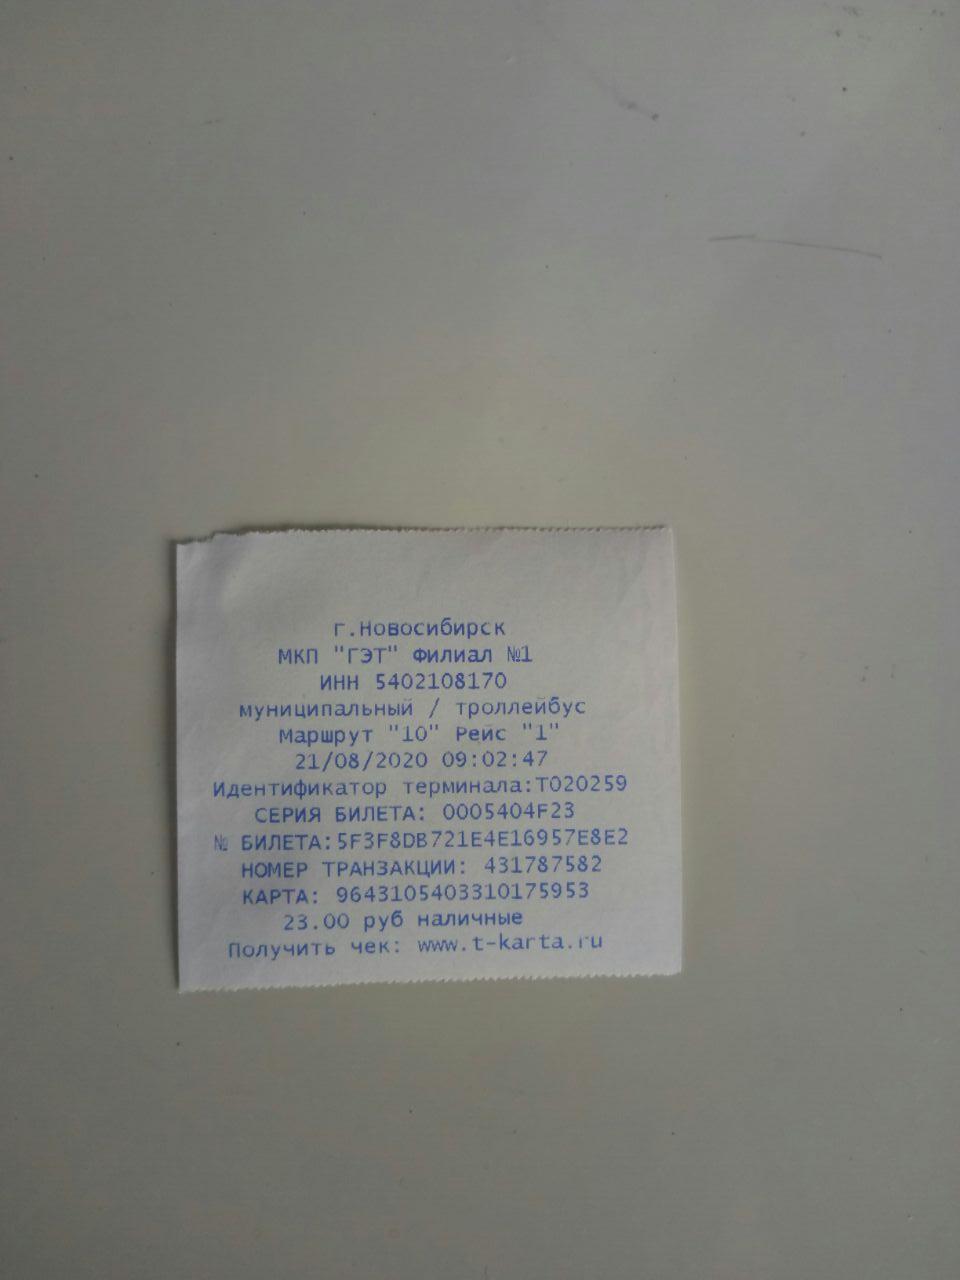 г.Новосибирск
МКП "ГЭТ" Филиал №1
ИНН 5402108170
муниципальный / троллейбус
Маршрут "10" Рейс "1"
21/08/2020 09:02:47
Идентификатор терминала:T020259
СЕРИЯ БИЛЕТА: 0005404F23
№ БИЛЕТА:5F3F8DB721E4E16957E8E2
НОМЕР ТРАНЗАКЦИИ: 431787582
КАРТА: 9643105403310175953
23.00 руб наличные
Получить чек: www.t-karta.ru